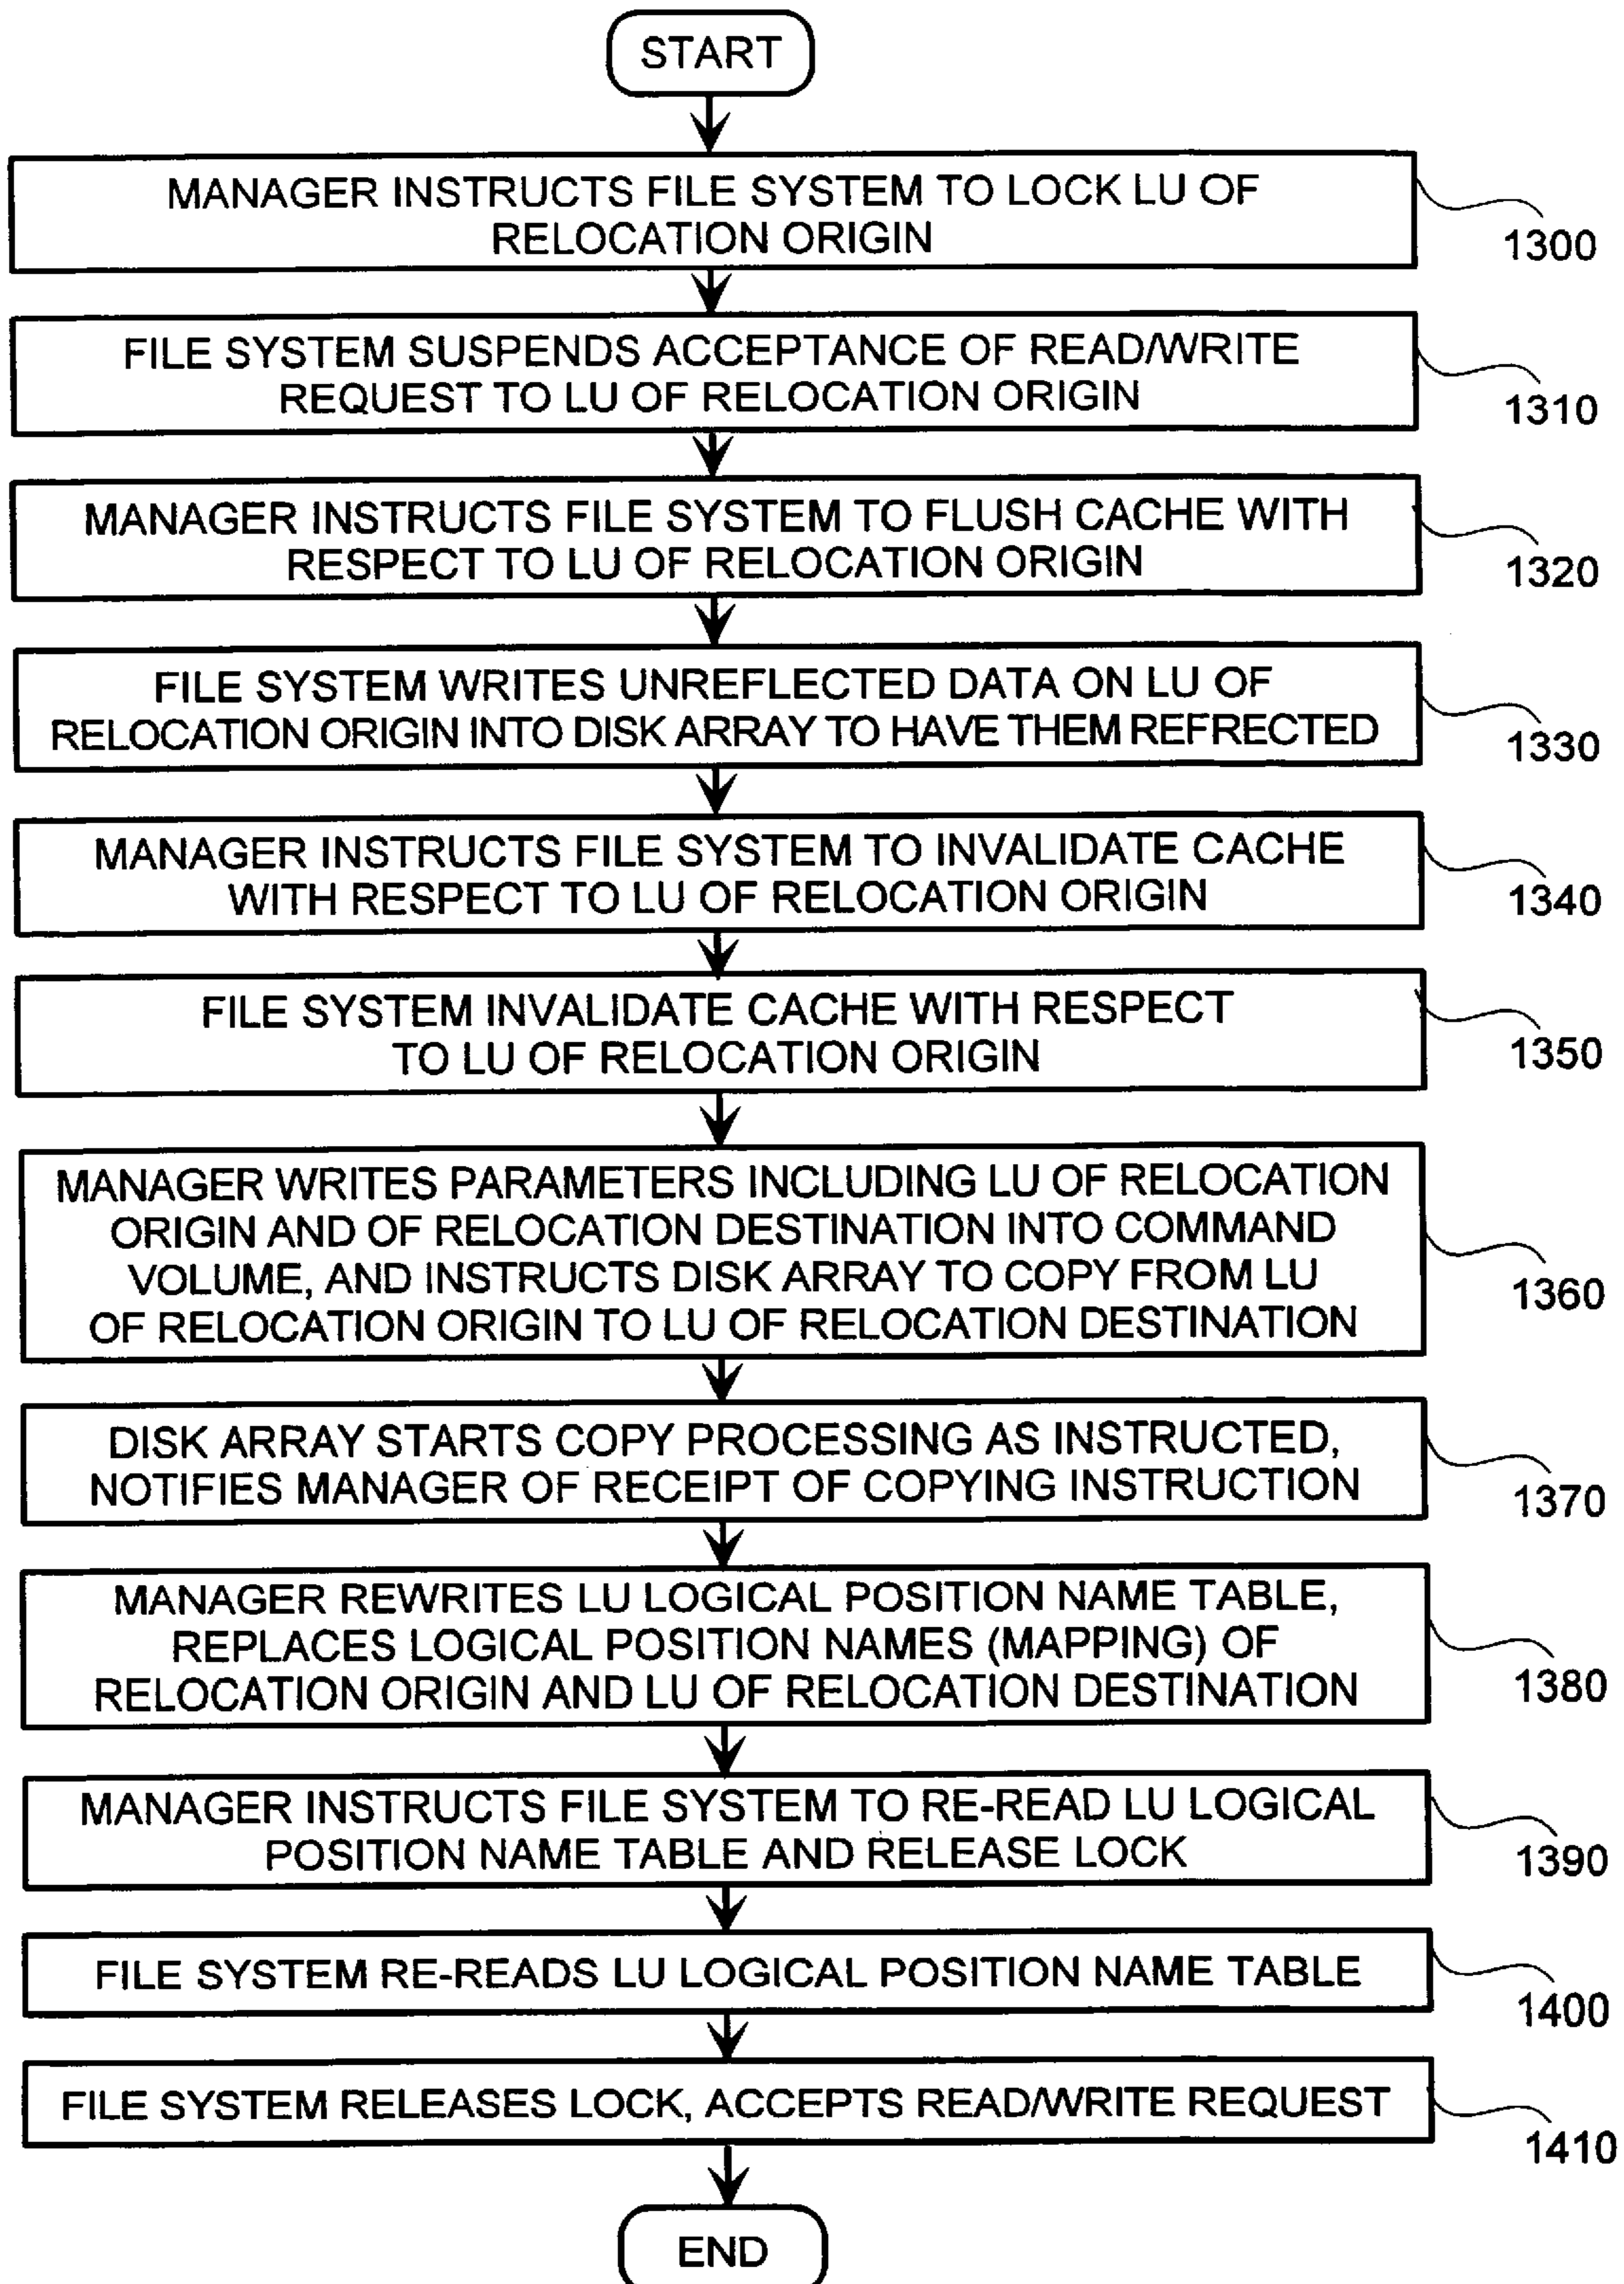 START
MANAGER INSTRUCTS FILE SYSTEM TO LOCK LU OF
RELOCATION ORIGIN
1300
FILE SYSTEM SUSPENDS ACCEPTANCE OF READ/WRITE
REQUEST TO LU OF RELOCATION ORIGIN
1310
MANAGER INSTRUCTS FILE SYSTEM TO FLUSH CACHE WITH
RESPECT TO LU OF RELOCATION ORIGIN
1320
FILE SYSTEM WRITES UNREFLECTED DATA ON LU OF
RELOCATION ORIGIN INTO DISK ARRAY TO HAVE THEM REFRECTED
1330
MANAGER INSTRUCTS FILE SYSTEM TO INVALIDATE CACHE
WITH RESPECT TO LU OF RELOCATION ORIGIN
1340
FILE SYSTEM INVALIDATE CACHE WITH RESPECT
TO LU OF RELOCATION ORIGIN
1350
MANAGER WRITES PARAMETERS INCLUDING LU OF RELOCATION
ORIGIN AND OF RELOCATION DESTINATION INTO COMMAND
VOLUME, AND INSTRUCTS DISK ARRAY TO COPY FROM LU
OF RELOCATION ORIGIN TO LU OF RELOCATION DESTINATION
1360
DISK ARRAY STARTS COPY PROCESSING AS INSTRUCTED,
NOTIFIES MANAGER OF RECEIPT OF COPYING INSTRUCTION
1370
MANAGER REWRITES LU LOGICAL POSITION NAME TABLE,
REPLACES LOGICAL POSITION NAMES (MAPPING) OF
RELOCATION ORIGIN AND LU OF RELOCATION DESTINATION
1380
MANAGER INSTRUCTS FILE SYSTEM TO RE-READ LU LOGICAL
POSITION NAME TABLE AND RELEASE LOCK
1390
FILE SYSTEM RE-READS LU LOGICAL POSITION NAME TABLE
1400
FILE SYSTEM RELEASES LOCK, ACCEPTS READ/WRITE REQUEST
1410
END